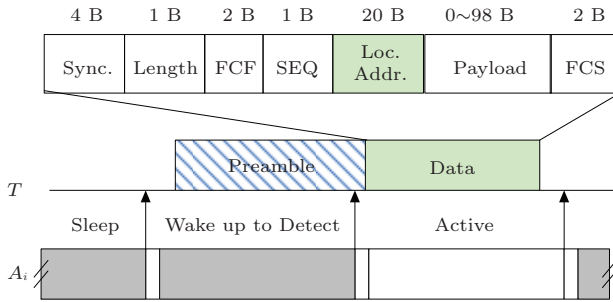 4 B 1 B 2 B 1 B 20 B 0~98 B 2 B
Sync. Length FCF SEQ Loc. Addr. Payload FCS
Preamble Data
T
Sleep Wake up to Detect Active
Ai